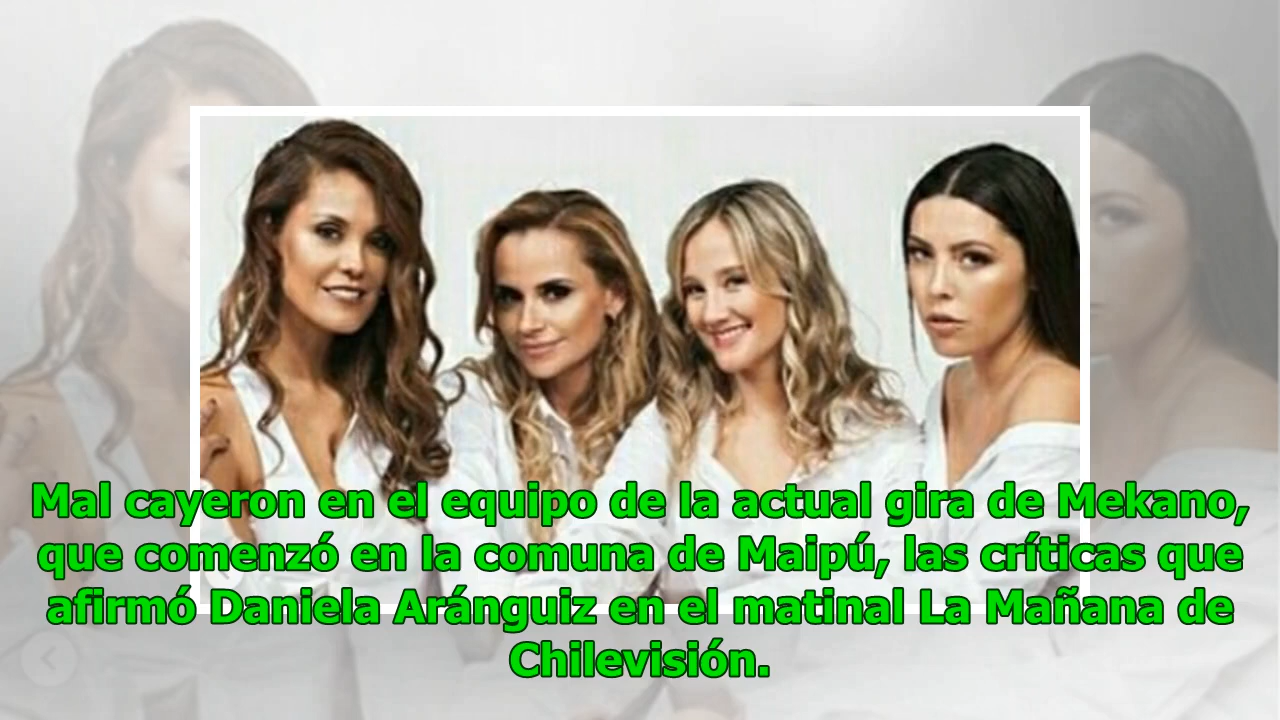 Mal cayeron en el equipo de la actual gira de Mekano,
que comenzó en la comuna de Maipú, las críticas que
afirmó Daniela Aránguiz en el matinal La Mañana de
Chilevisión.